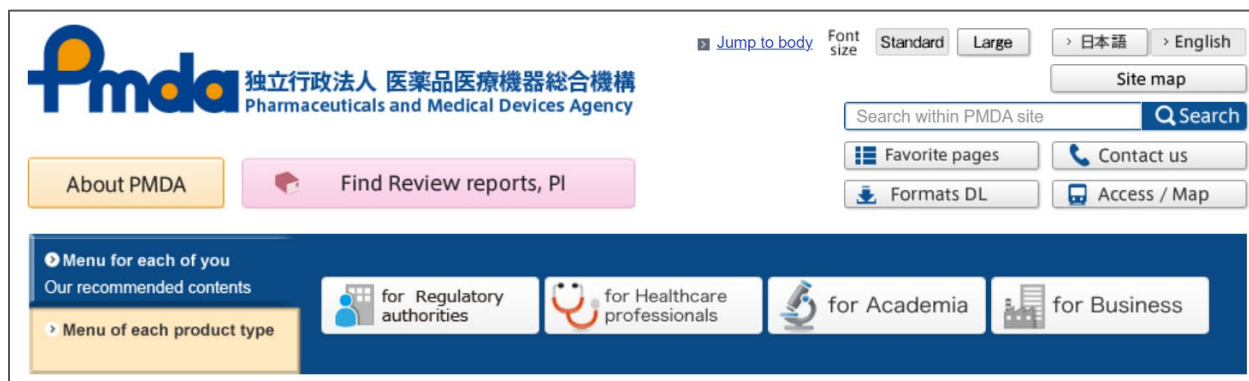 Pmda
独立行政法人 医薬品医療機器総合機構
Pharmaceuticals and Medical Devices Agency
Jump to body
Font size
Standard
Large
> 日本語
> English
Site map
Search within PMDA site
Search
Favorite pages
Contact us
Formats DL
Access / Map
About PMDA
Find Review reports, PI
Menu for each of you
Our recommended contents
Menu of each product type
for Regulatory
authorities
for Healthcare
professionals
for Academia
for Business